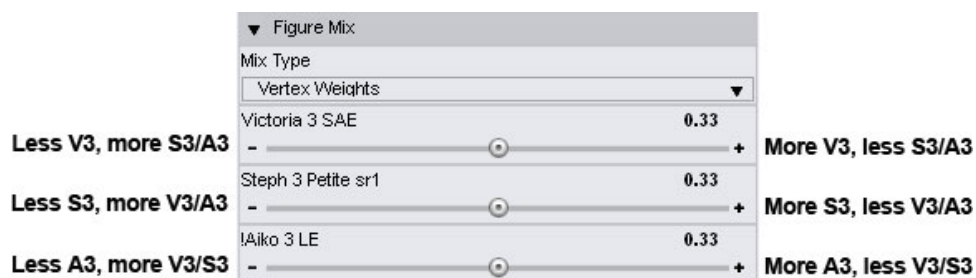 ▼ Figure Mix
Mix Type
Vertex Weights ▼
Victoria 3 SAE 0.33
Less V3, more S3/A3 - + More V3, less S3/A3
Steph 3 Petite sr1 0.33
Less S3, more V3/A3 - + More S3, less V3/A3
!Aiko 3 LE 0.33
Less A3, more V3/S3 - + More A3, less V3/S3